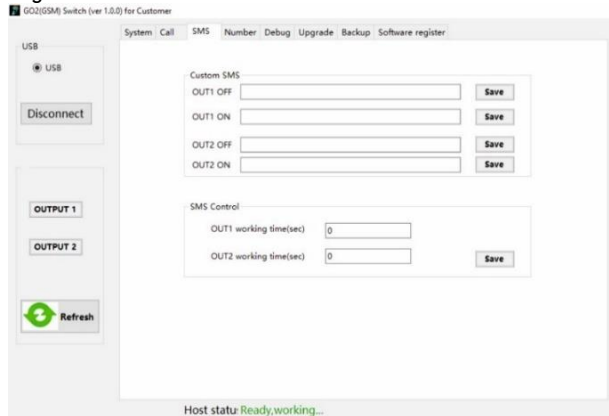 GO2(GSM) Switch (ver 1.0.0) for Customer
System Call SMS Number Debug Upgrade Backup Software register
USB
USB
Disconnect
OUTPUT 1
OUTPUT 2
Refresh
Custom SMS
OUT1 OFF Save
OUT1 ON Save
OUT2 OFF Save
OUT2 ON Save
SMS Control
OUT1 working time(sec) 0
OUT2 working time(sec) 0 Save
Host statu: Ready,working...